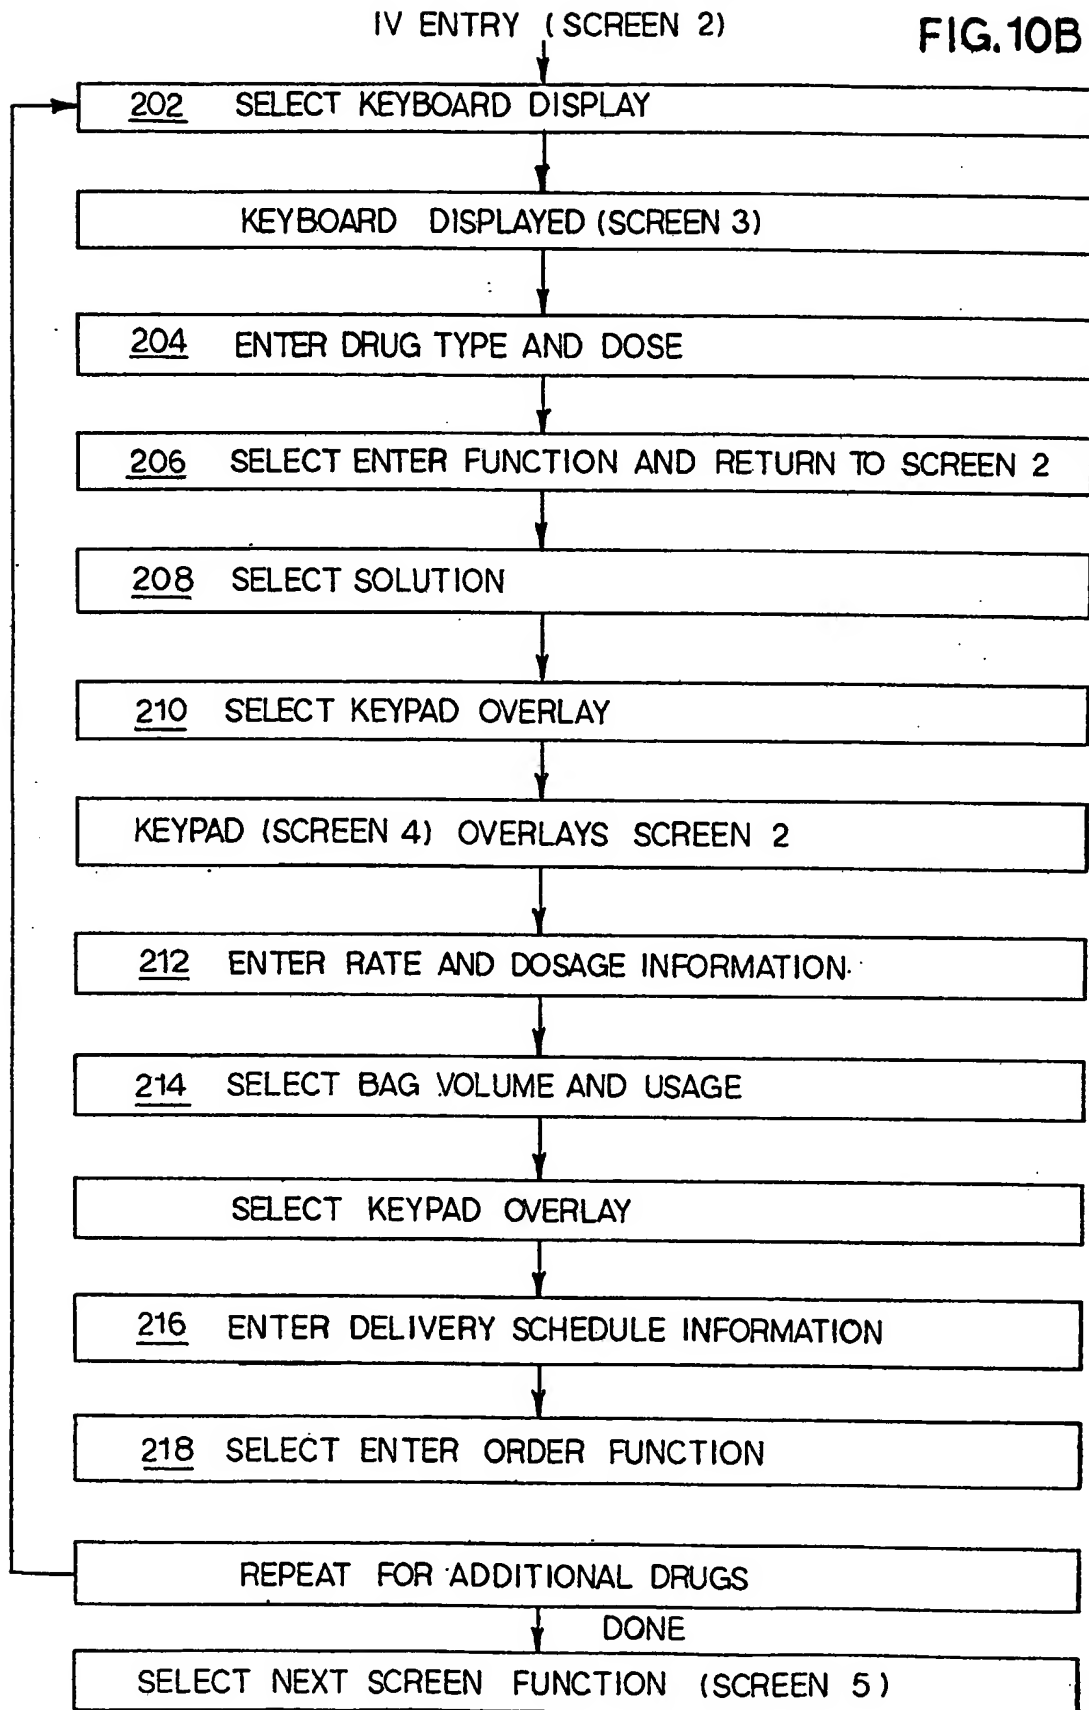 IV ENTRY (SCREEN 2)
FIG. 10B
202 SELECT KEYBOARD DISPLAY
KEYBOARD DISPLAYED (SCREEN 3)
204 ENTER DRUG TYPE AND DOSE
206 SELECT ENTER FUNCTION AND RETURN TO SCREEN 2
208 SELECT SOLUTION
210 SELECT KEYPAD OVERLAY
KEYPAD (SCREEN 4) OVERLAYS SCREEN 2
212 ENTER RATE AND DOSAGE INFORMATION
214 SELECT BAG VOLUME AND USAGE
SELECT KEYPAD OVERLAY
216 ENTER DELIVERY SCHEDULE INFORMATION
218 SELECT ENTER ORDER FUNCTION
REPEAT FOR ADDITIONAL DRUGS
DONE
SELECT NEXT SCREEN FUNCTION (SCREEN 5)